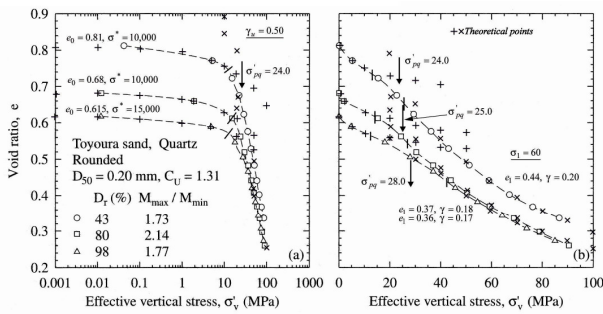 0.9
0.8
0.7
0.6
0.5
0.4
0.3
0.2
Void ratio, e
e₀ = 0.81, σ* = 10,000
e₀ = 0.68, σ* = 10,000
e₀ = 0.615, σ* = 15,000
γᵤ = 0.50
σ'pq = 24.0
Toyoura sand, Quartz
Rounded
D₅₀ = 0.20 mm, Cᵤ = 1.31
Dᵣ (%) Mmax / Mmin
43 1.73
80 2.14
98 1.77
(a)
0.001 0.01 0.1 1 10 100 1000
Effective vertical stress, σ'ᵥ (MPa)
+×Theoretical points
σ'pq = 24.0
σ'pq = 25.0
σ₁ = 60
e₁ = 0.44, γ = 0.20
σ'pq = 28.0
e₁ = 0.37, γ = 0.18
e₁ = 0.36, γ = 0.17
(b)
0 20 40 60 80 100
Effective vertical stress, σ'ᵥ (MPa)